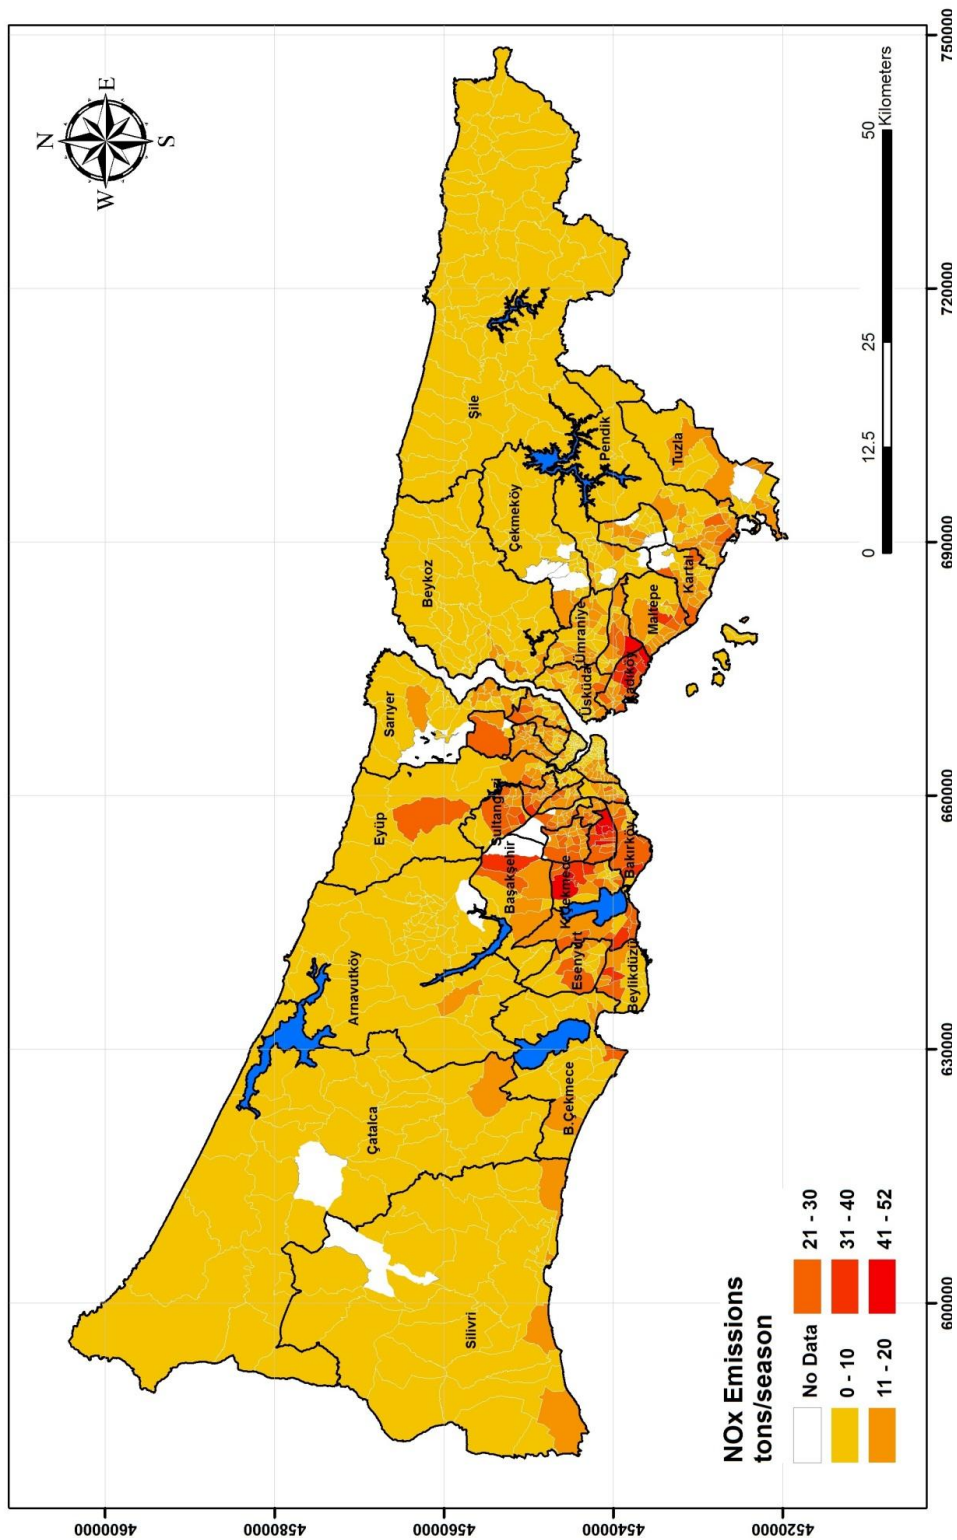 N
W
E
S
4600000
4580000
4560000
4540000
4520000
600000
630000
660000
690000
720000
750000
Silivri
Çatalca
B.Çekmece
Arnavutköy
Esenyurt
Beylikdüzü
Başakşehir
K.Çekmece
Bakırköy
Eyüp
Sultangazi
Sarıyer
Beykoz
Çekmeköy
Şile
Üsküda
Ümraniye
Kadıköy
Maltepe
Kartal
Pendik
Tuzla
NOx Emissions
tons/season
No Data
0 - 10
11 - 20
21 - 30
31 - 40
41 - 52
0
12.5
25
50
Kilometers